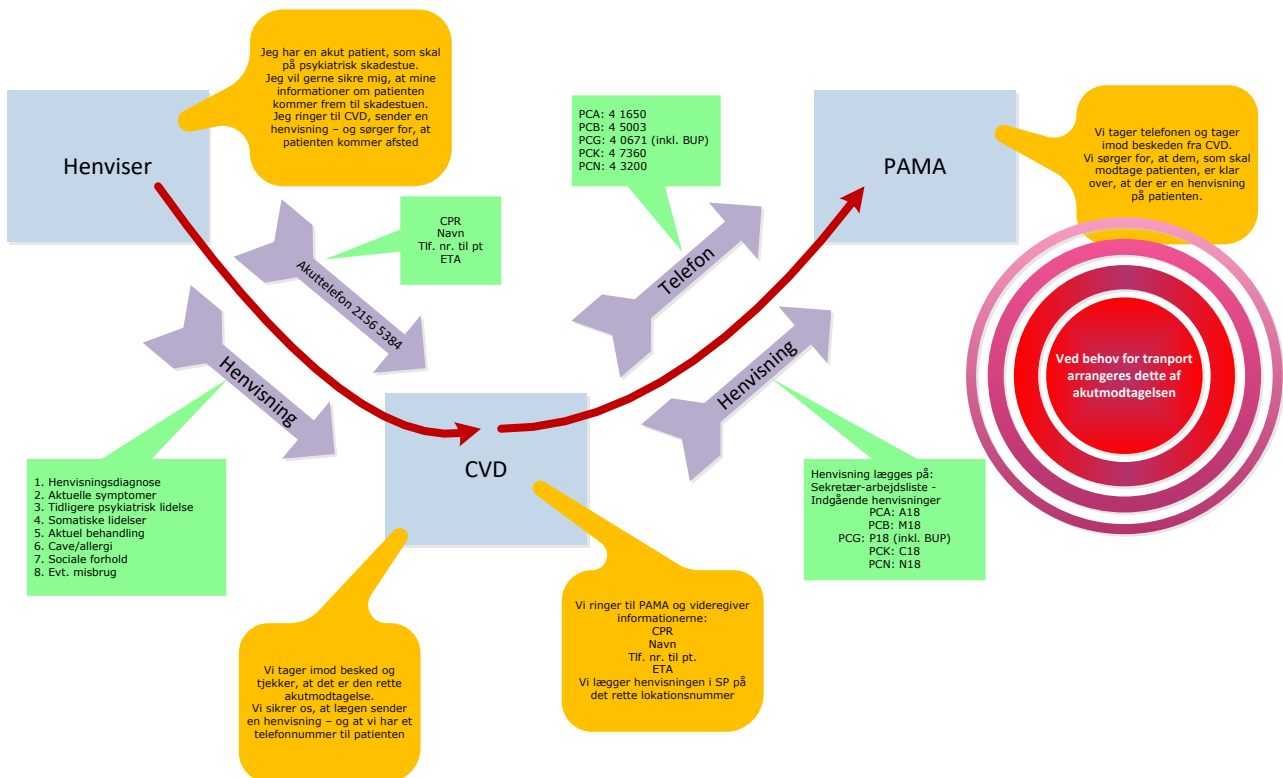 Jeg har en akut patient, som skal
på psykiatrisk skadestue.
Jeg vil gerne sikre mig, at mine
informationer om patienten
kommer frem til skadestuen.
Jeg ringer til CVD, sender en
henvisning – og sørger for, at
patienten kommer afsted
Henviser
CPR
Navn
Tlf. nr. til pt
ETA
Akuttelefon 2156 5384
Henvisning
1. Henvisningsdiagnose
2. Aktuelle symptomer
3. Tidligere psykiatrisk lidelse
4. Somatiske lidelser
5. Aktuel behandling
6. Cave/allergi
7. Sociale forhold
8. Evt. misbrug
CVD
Vi tager imod besked og
tjekker, at det er den rette
akutmodtagelse.
Vi sikrer os, at lægen sender
en henvisning – og at vi har et
telefonnummer til patienten
Vi ringer til PAMA og videregiver
informationerne:
CPR
Navn
Tlf. nr. til pt.
ETA
Vi lægger henvisningen i SP på
det rette lokationsnummer
PCA: 4 1650
PCB: 4 5003
PCG: 4 0671 (inkl. BUP)
PCK: 4 7360
PCN: 4 3200
Telefon
Henvisning
Henvisning lægges på:
Sekretær-arbejdsliste -
Indgående henvisninger
PCA: A18
PCB: M18
PCG: P18 (inkl. BUP)
PCK: C18
PCN: N18
PAMA
Vi tager telefonen og tager
imod beskeden fra CVD.
Vi sørger for, at dem, som skal
modtage patienten, er klar
over, at der er en henvisning
på patienten.
Ved behov for tranport
arrangeres dette af
akutmodtagelsen